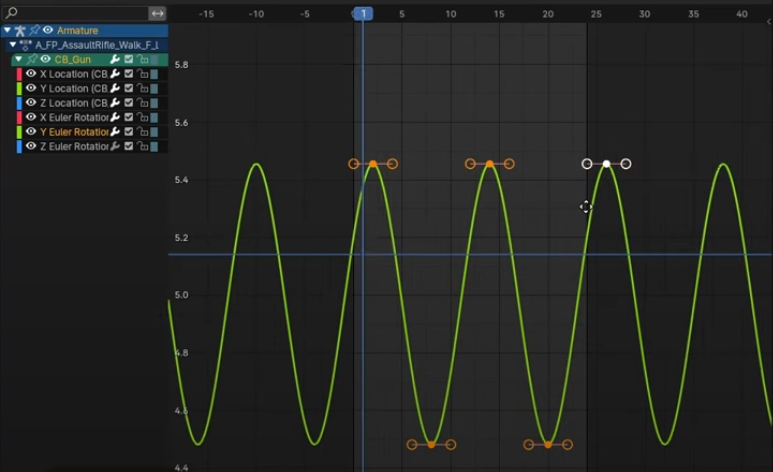 -15 -10 1 5 10 15 20 25 30 35 40
Armature
A_FP_AssaultRifle_Walk_F_L
CB_Gun
X Location (CB
Y Location (CB
Z Location (CB
X Euler Rotation
Y Euler Rotation
Z Euler Rotation
5.8
5.6
5.4
5.2
5.0
4.8
4.6
4.4